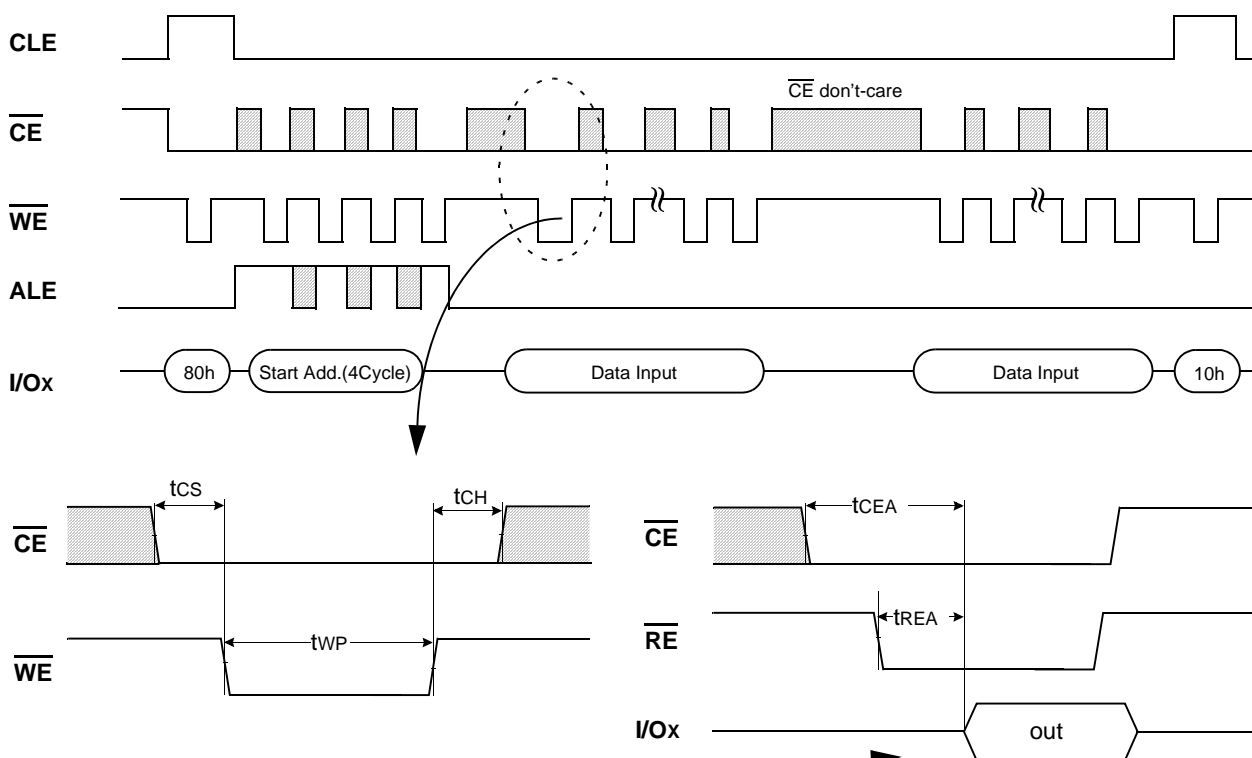 CLE
CE don't-care
CE
WE
ALE
I/Ox 80h Start Add.(4Cycle) Data Input Data Input 10h
tCS tCH tCEA
CE CE
tREA
tWP RE
WE
I/Ox out